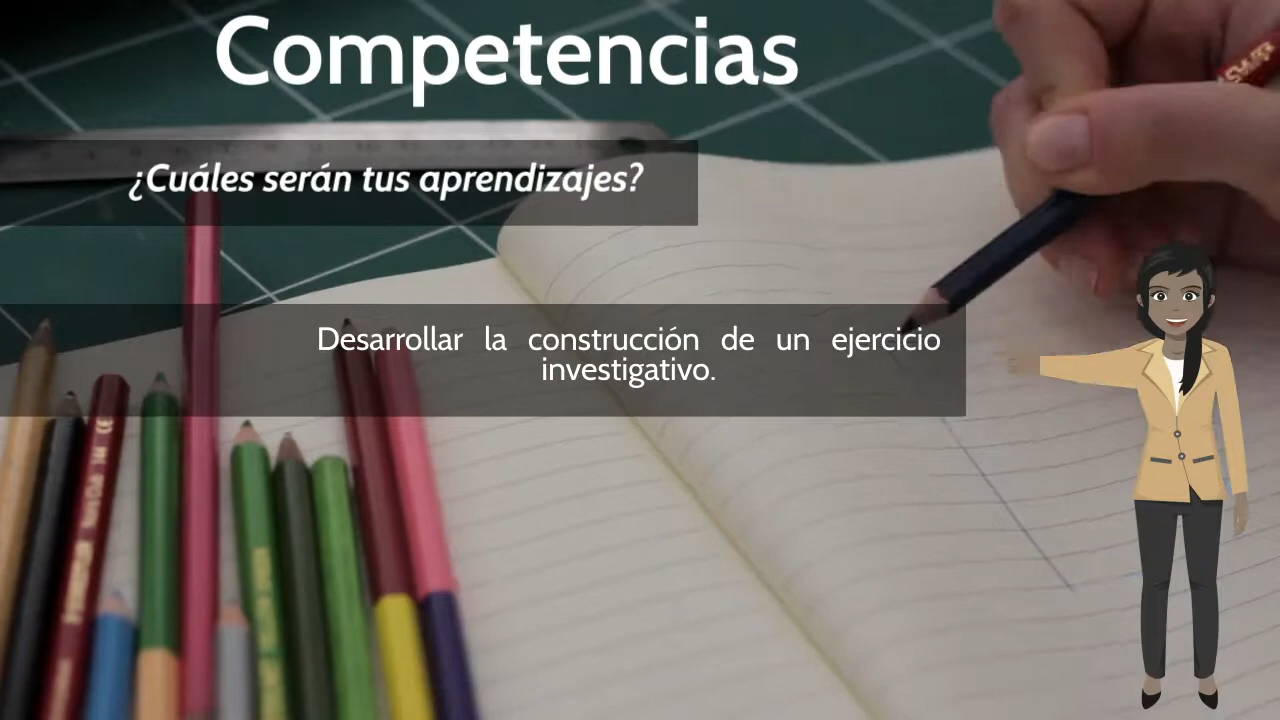 Competencias
¿Cuáles serán tus aprendizajes?
Desarrollar la construcción de un ejercicio
investigativo.